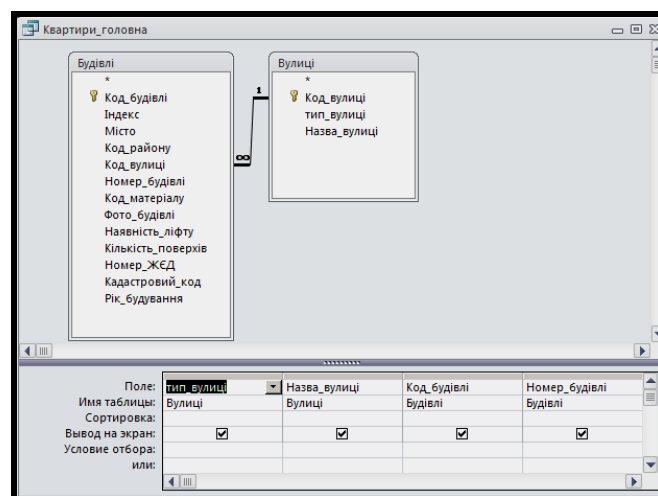 Квартири_головна
Будівлі
*
Код_будівлі
Індекс
Місто
Код_району
Код_вулиці
Номер_будівлі
Код_матеріалу
Фото_будівлі
Наявність_ліфту
Кількість_поверхів
Номер_ЖЕД
Кадастровий_код
Рік_будування
1
∞
Вулиці
*
Код_вулиці
тип_вулиці
Назва_вулиці
Поле: тип_вулиці Назва_вулиці Код_будівлі Номер_будівлі
Имя таблицы: Вулиці Вулиці Будівлі Будівлі
Сортировка:
Вывод на экран:
Условие отбора:
или: